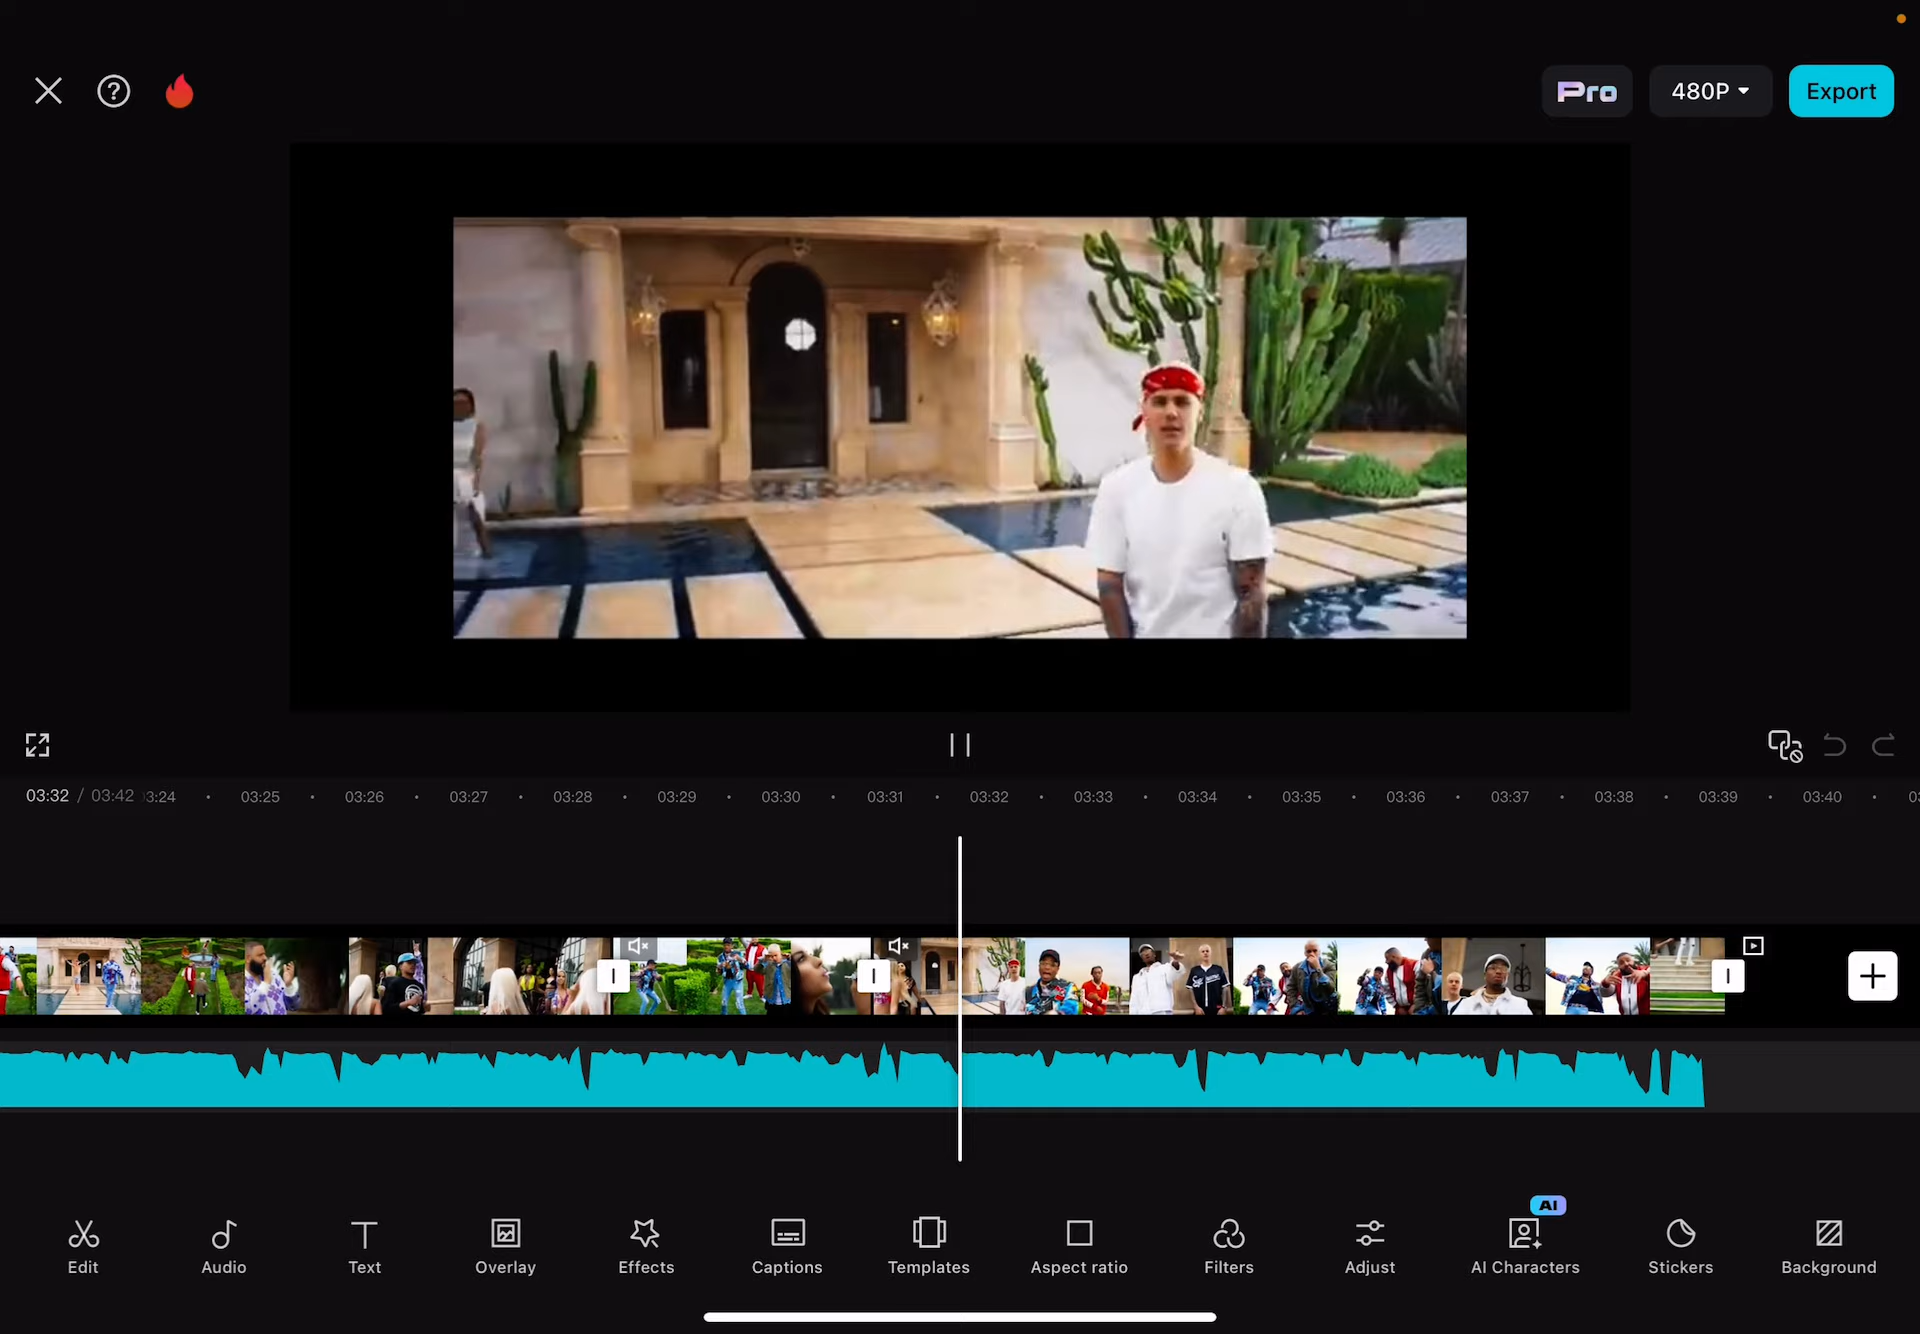 Pro 480P Export
03:32 / 03:42 3:24 03:25 03:26 03:27 03:28 03:29 03:30 03:31 03:32 03:33 03:34 03:35 03:36 03:37 03:38 03:39 03:40
AI
Edit Audio Text Overlay Effects Captions Templates Aspect ratio Filters Adjust AI Characters Stickers Background